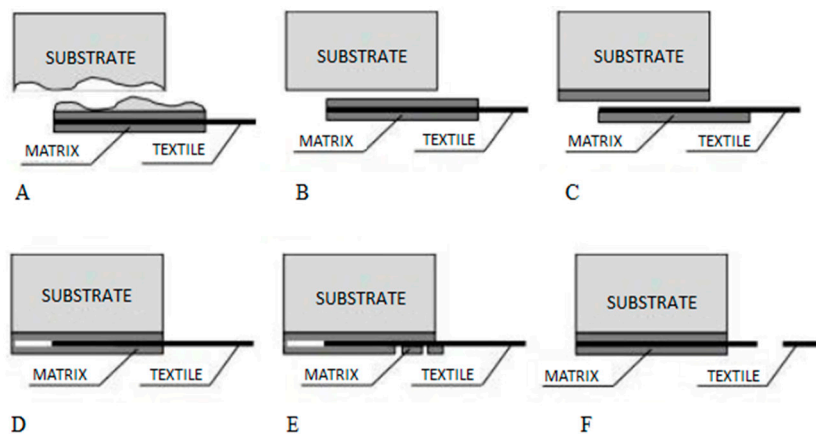 SUBSTRATE
MATRIX TEXTILE
A
SUBSTRATE
MATRIX TEXTILE
B
SUBSTRATE
MATRIX TEXTILE
C
SUBSTRATE
MATRIX TEXTILE
D
SUBSTRATE
MATRIX TEXTILE
E
SUBSTRATE
MATRIX TEXTILE
F